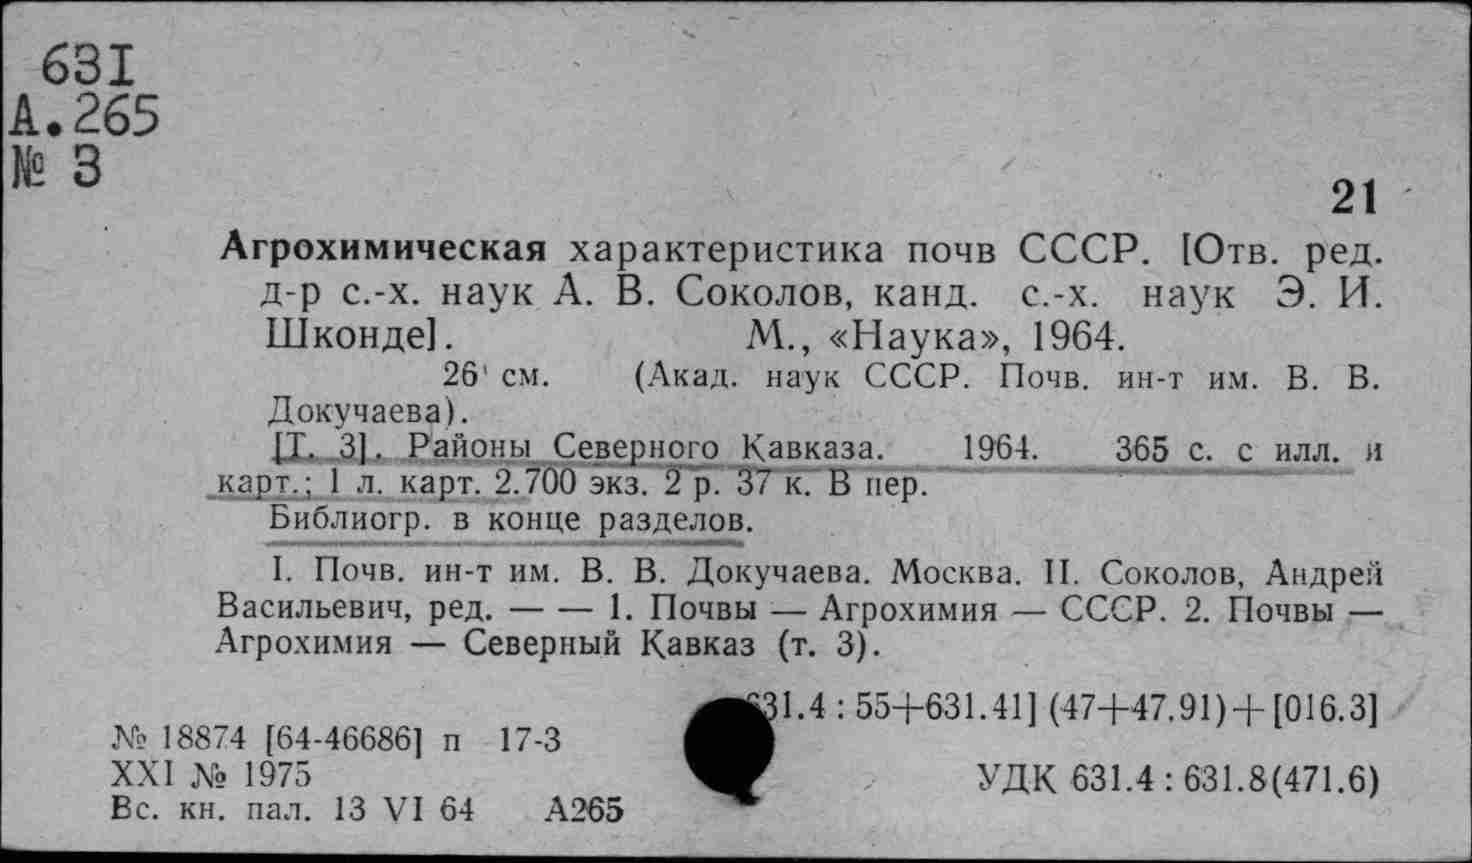 631
А.265
№ 3
21
Агрохимическая характеристика почв СССР. [Отв. ред.
д-р с.-х. наук А. В. Соколов, канд. с.-х. наук Э. И.
Шконде]. М., «Наука», 1964.
26 см. (Акад. наук СССР. Почв. ин-т им. В. В.
Докучаева).
[Т. 3]. Районы Северного Кавказа. 1964. 365 с. с илл. и
карт.; 1 л. карт. 2.700 экз. 2 р. 37 к. В пер.
Библиогр. в конце разделов.
I. Почв. ин-т им. В. В. Докучаева. Москва. II. Соколов, Андрей
Васильевич, ред. — — 1. Почвы — Агрохимия — СССР. 2. Почвы —
Агрохимия — Северный Кавказ (т. 3).
31.4 : 55+631.41] (47+47.91) + [016.3]
№ 18874 [64-46686] п 17-3
XXI № 1975
УДК 631.4 : 631.8(471.6)
Вс. кн. пал. 13 VI 64 А265